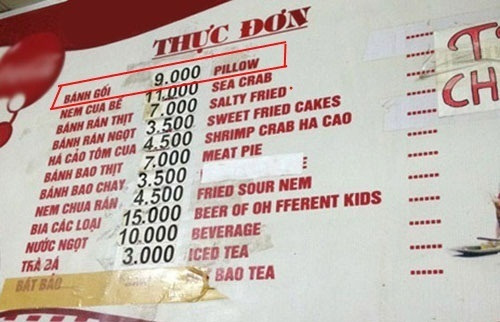 THỰC ĐƠN
BÁNH GỐI 9.000 PILLOW
NEM CUA BỂ 11.000 SEA CRAB
BÁNH RÁN THỊT 7.000 SALTY FRIED
BÁNH RÁN NGỌT 3.500 SWEET FRIED CAKES
HÁ CẢO TÔM CUA 4.500 SHRIMP CRAB HA CAO
BÁNH BAO THỊT 7.000 MEAT PIE
BÁNH BAO CHAY 3.500
NEM CHUA RÁN 4.500 FRIED SOUR NEM
BIA CÁC LOẠI 15.000 BEER OF OH FFERENT KIDS
NƯỚC NGỌT 10.000 BEVERAGE
TRÀ ĐÁ 3.000 ICED TEA
BÁT BẢO BAO TEA
CH